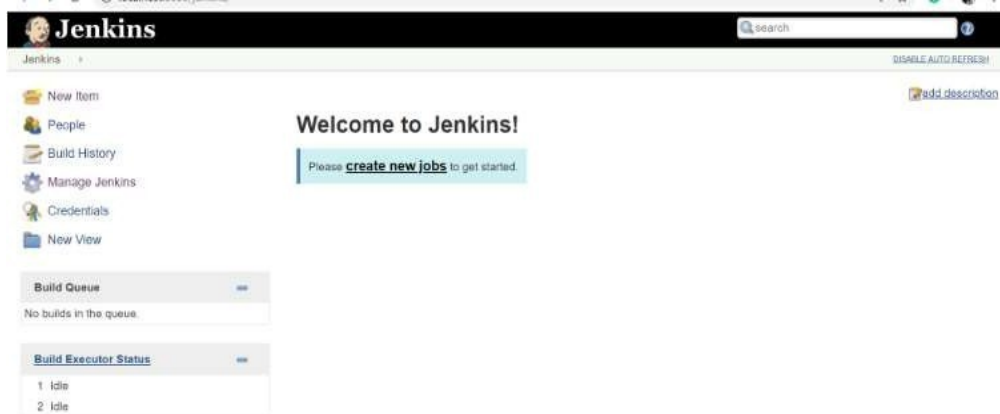 Jenkins
search
Jenkins
DISABLE AUTO REFRESH
New Item
People
Build History
Manage Jenkins
Credentials
New View
add description
Welcome to Jenkins!
Please create new jobs to get started.
Build Queue
No builds in the queue.
Build Executor Status
1 Idle
2 Idle